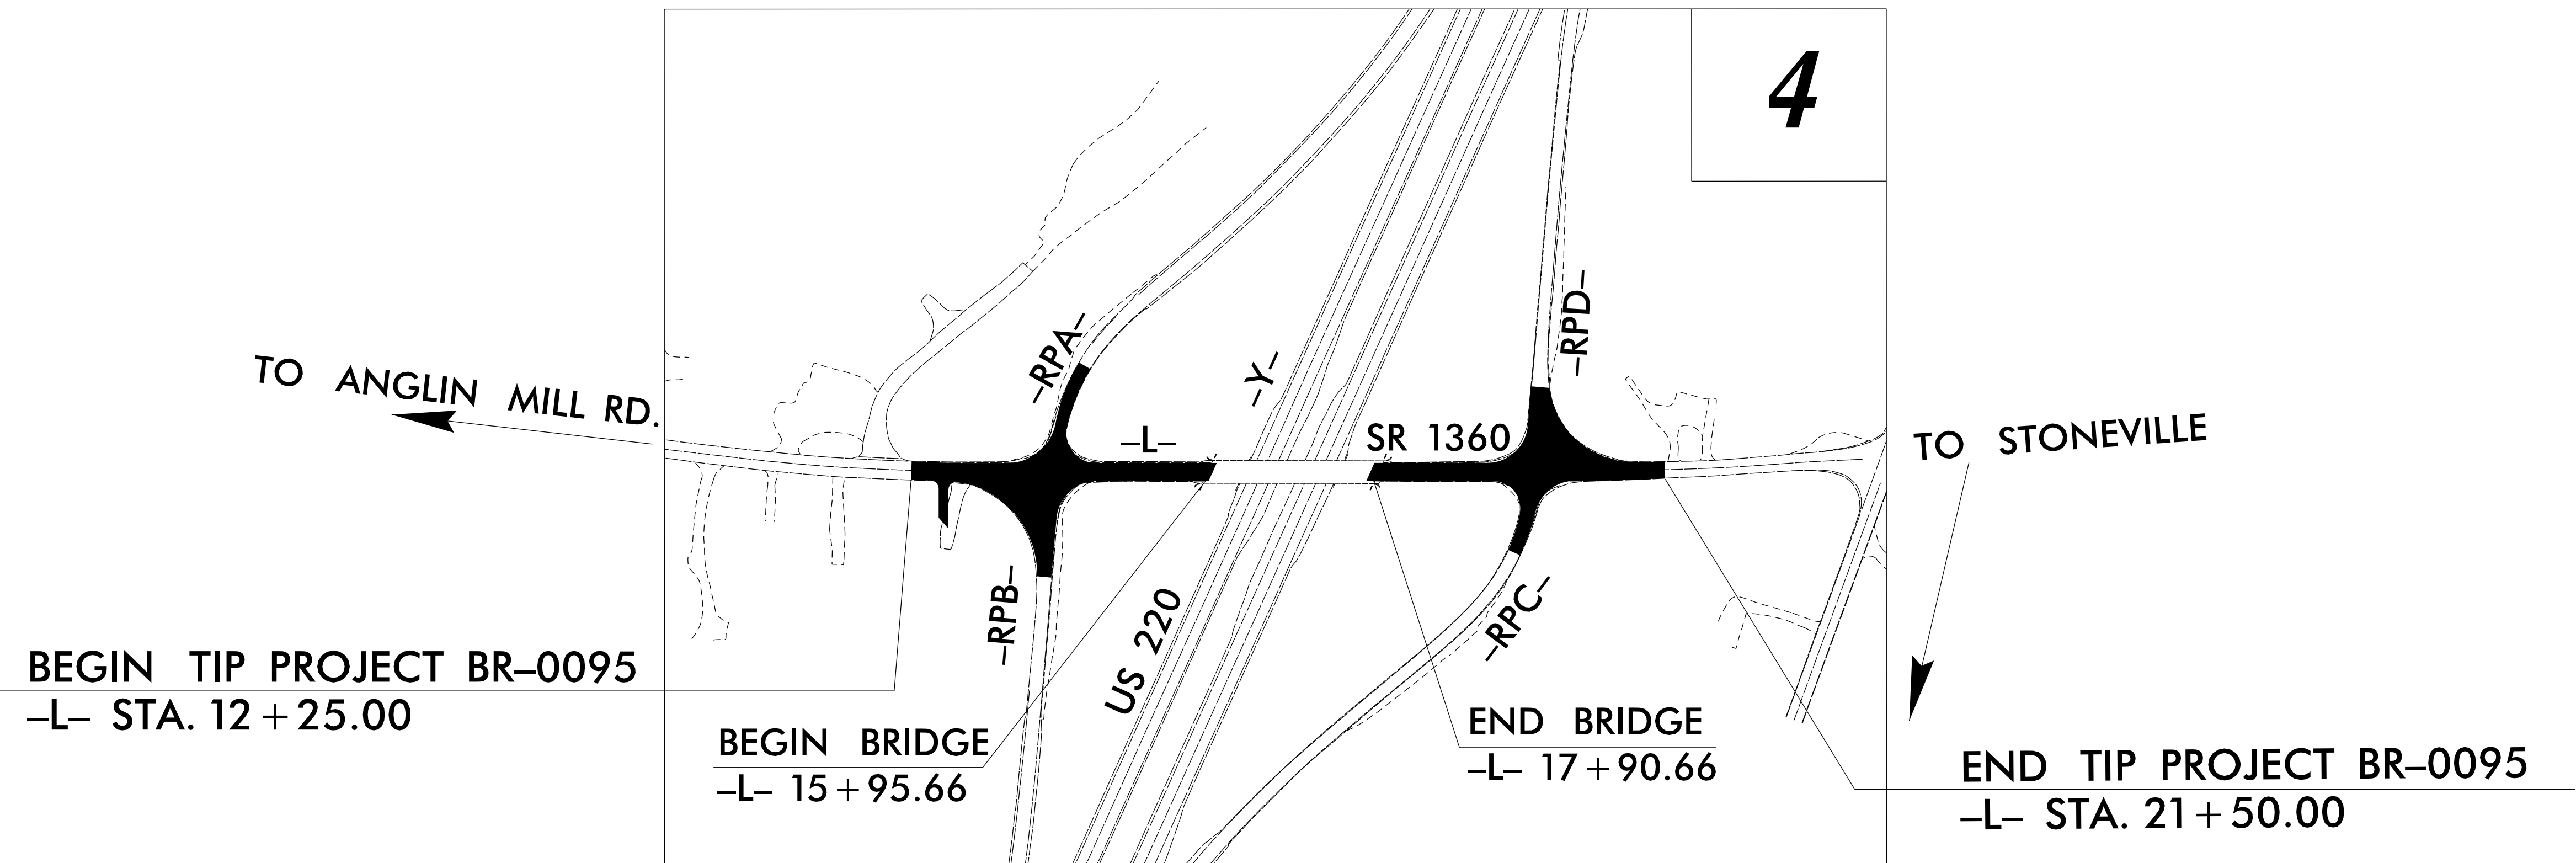 4
–RPA–
–Y–
–RPD–
TO ANGLIN MILL RD.
–L–
SR 1360
TO STONEVILLE
–RPB–
US 220
–RPC–
BEGIN TIP PROJECT BR–0095
–L– STA. 12+25.00
BEGIN BRIDGE
–L– 15+95.66
END BRIDGE
–L– 17+90.66
END TIP PROJECT BR–0095
–L– STA. 21+50.00